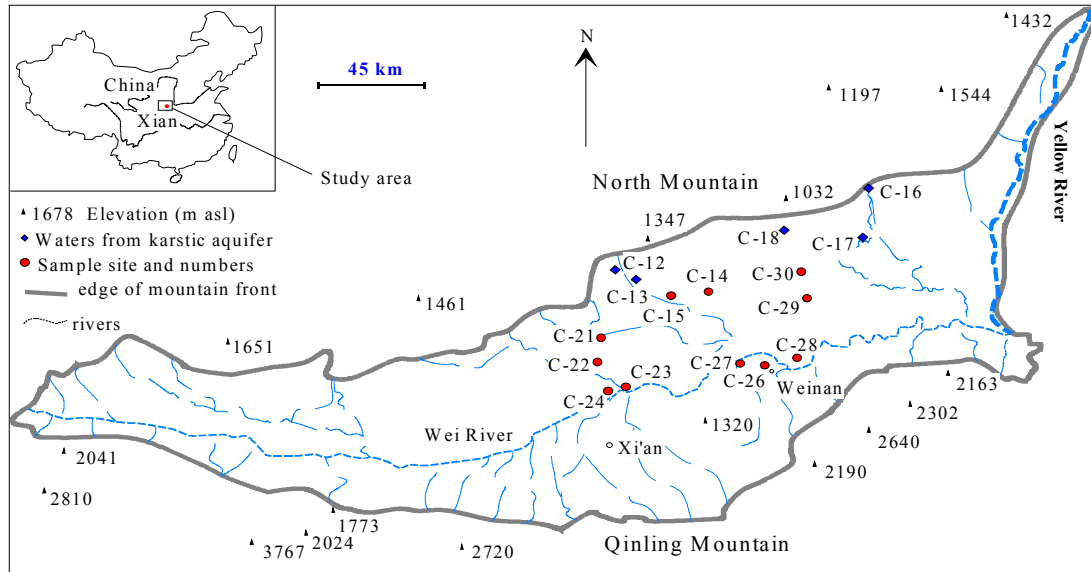 1432
China
Xian
45 km
N
1197
1544
Yellow River
Study area
North Mountain
C-16
1678 Elevation (m asl)
1032
1347
Waters from karstic aquifer
C-18
C-17
Sample site and numbers
C-12
C-14
C-30
edge of mountain front
C-13
1461
C-15
C-29
rivers
C-21
1651
C-28
C-22
C-23
C-27
C-26
Weinan
2163
C-24
2302
1320
Wei River
2640
Xi'an
2041
2190
2810
1773
2024
3767
2720
Qinling Mountain